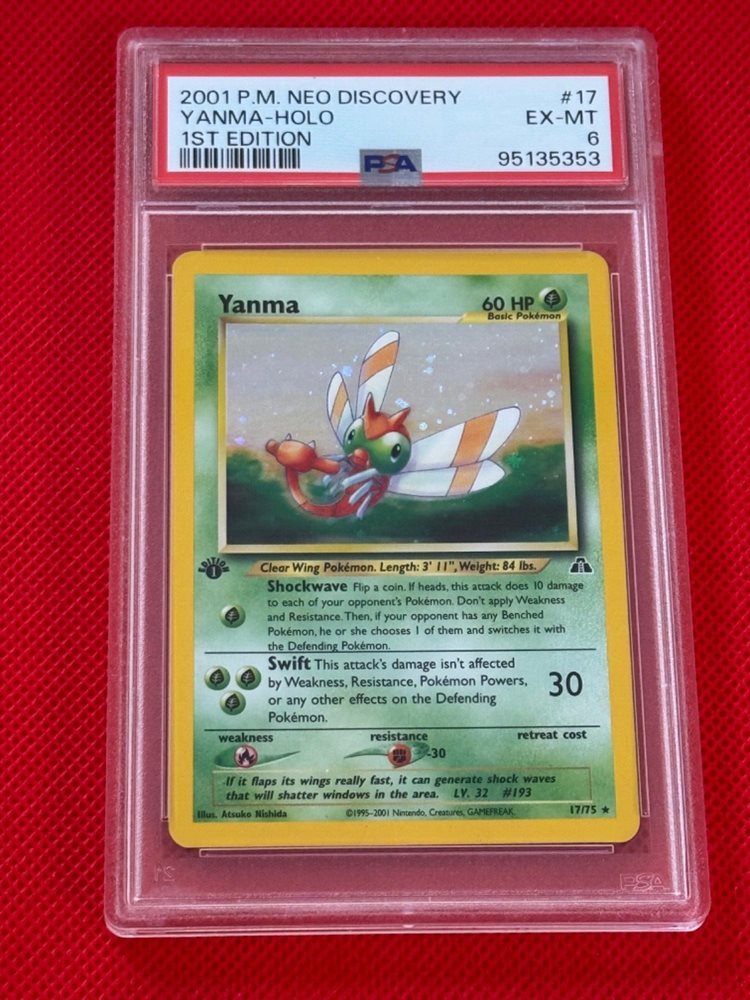 2001 P.M. NEO DISCOVERY #17
YANMA-HOLO EX-MT
1ST EDITION 6
PSA 95135353
Yanma 60 HP
Basic Pokémon
EDITION
1
Clear Wing Pokémon. Length: 3' 11", Weight: 84 lbs.
Shockwave Flip a coin. If heads, this attack does 10 damage
to each of your opponent's Pokémon. Don't apply Weakness
and Resistance. Then, if your opponent has any Benched
Pokémon, he or she chooses 1 of them and switches it with
the Defending Pokémon.
Swift This attack's damage isn't affected
by Weakness, Resistance, Pokémon Powers,
or any other effects on the Defending
Pokémon.
30
weakness resistance retreat cost
-30
If it flaps its wings really fast, it can generate shock waves
that will shatter windows in the area. LV. 32 #193
Illus. Atsuko Nishida ©1995-2001 Nintendo, Creatures, GAMEFREAK. 17/75 ★
PSA